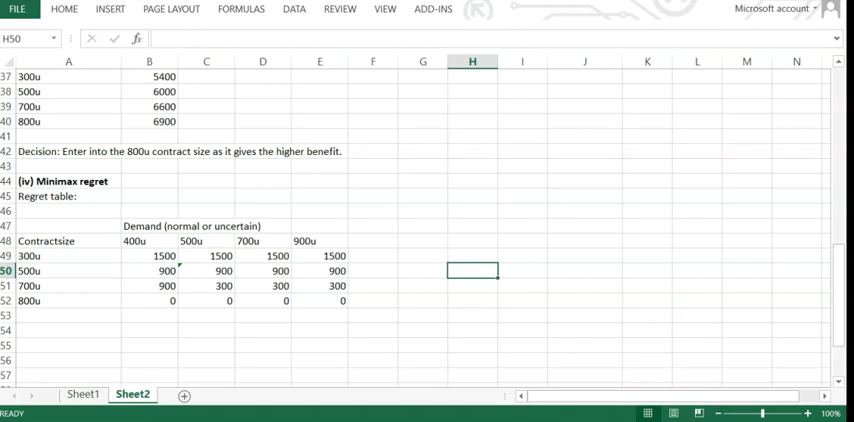 FILE HOME INSERT PAGE LAYOUT FORMULAS DATA REVIEW VIEW ADD-INS Microsoft account
H50 fx
A B C D E F G H I J K L M N
37 300u 5400
38 500u 6000
39 700u 6600
40 800u 6900
41
42 Decision: Enter into the 800u contract size as it gives the higher benefit.
43
44 (iv) Minimax regret
45 Regret table:
46
47 Demand (normal or uncertain)
48 Contractsize 400u 500u 700u 900u
49 300u 1500 1500 1500 1500
50 500u 900 900 900 900
51 700u 900 300 300 300
52 800u 0 0 0 0
53
54
55
56
57
Sheet1 Sheet2
READY 100%